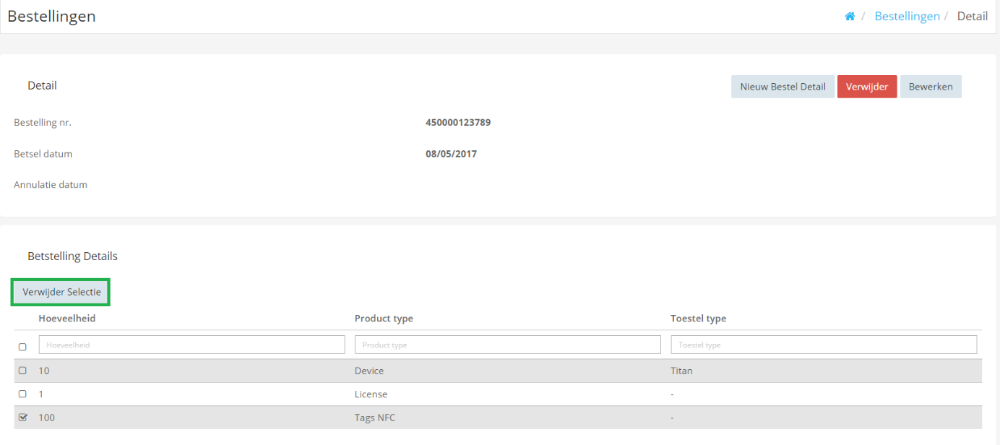 Bestellingen
/ Bestellingen / Detail
Detail
Nieuw Bestel Detail Verwijder Bewerken
Bestelling nr. 450000123789
Betsel datum 08/05/2017
Annulatie datum
Betstelling Details
Verwijder Selectie
Hoeveelheid Product type Toestel type
Hoeveelheid Product type Toestel type
10 Device Titan
1 License -
100 Tags NFC -